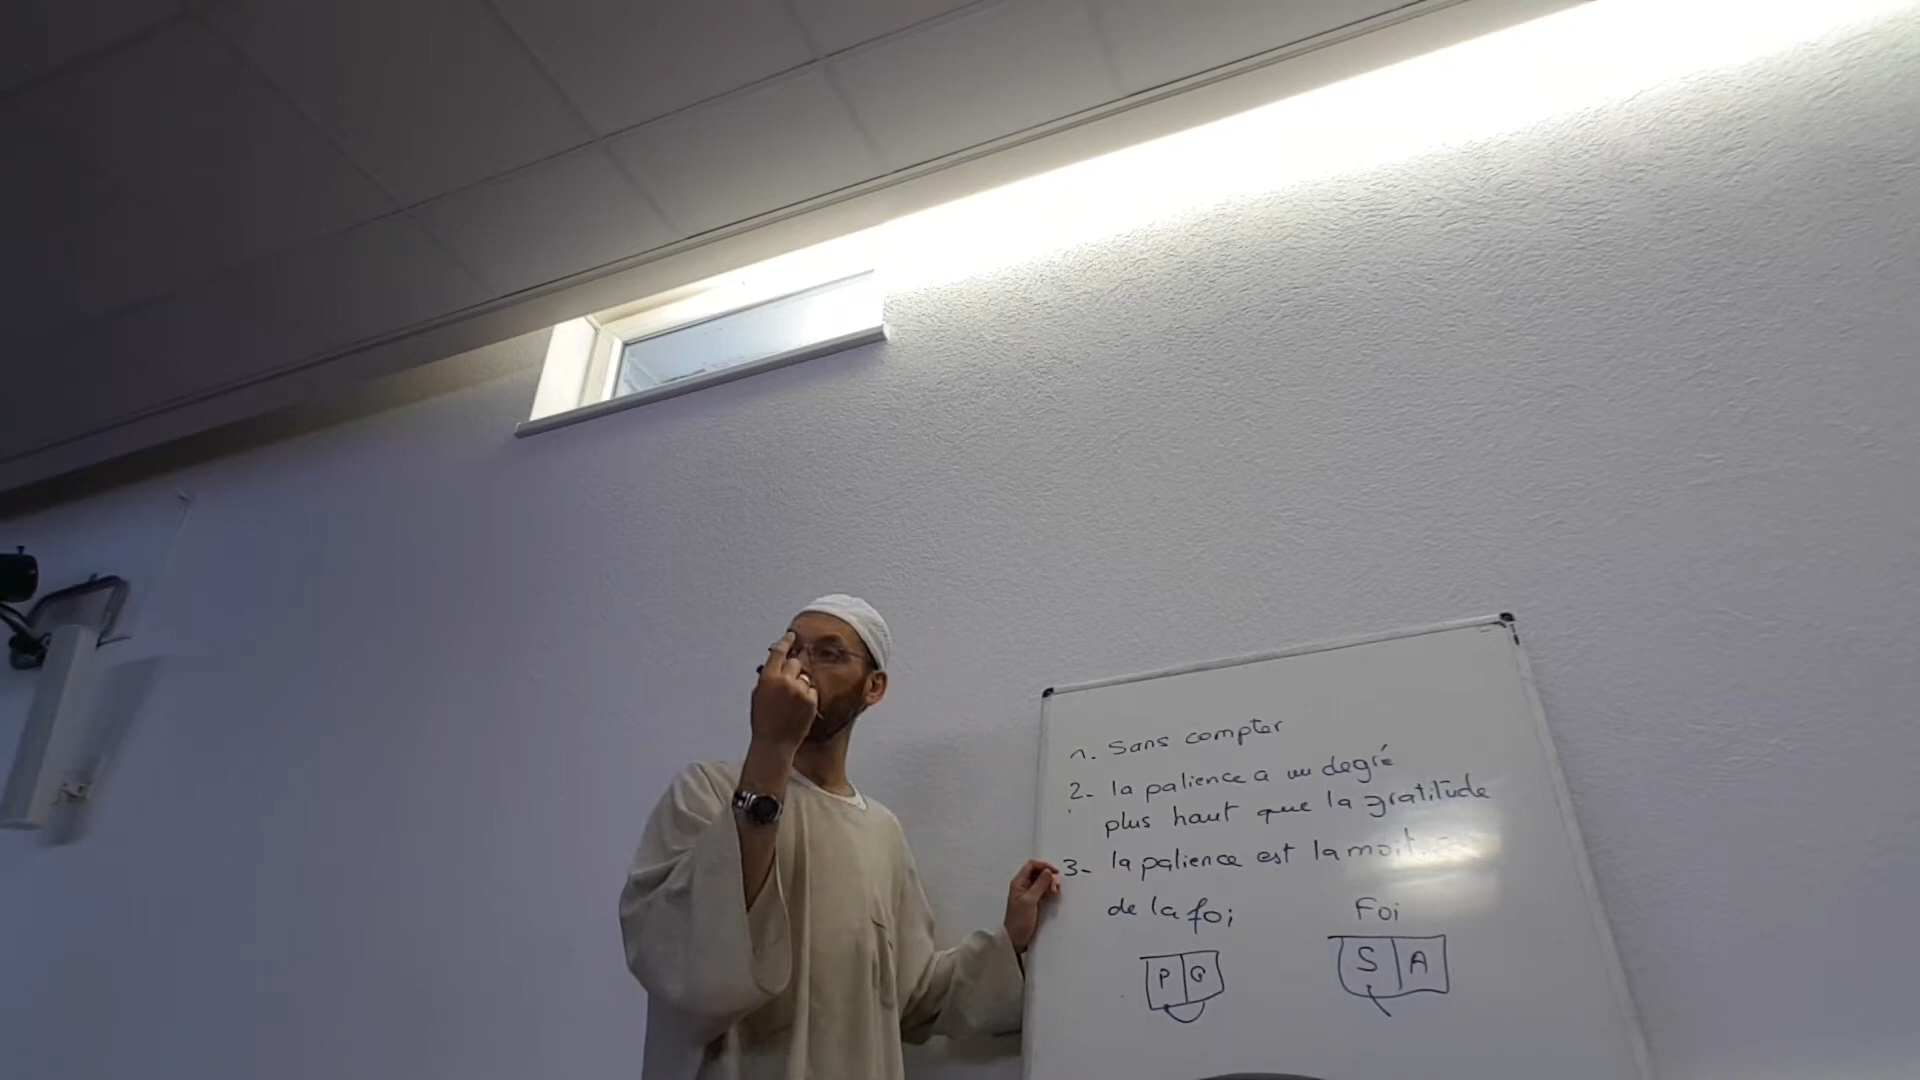 1. Sans compter
2- la patience a un degré
plus haut que la gratitude
3- la patience est la
de la foi
Foi
P G
S A